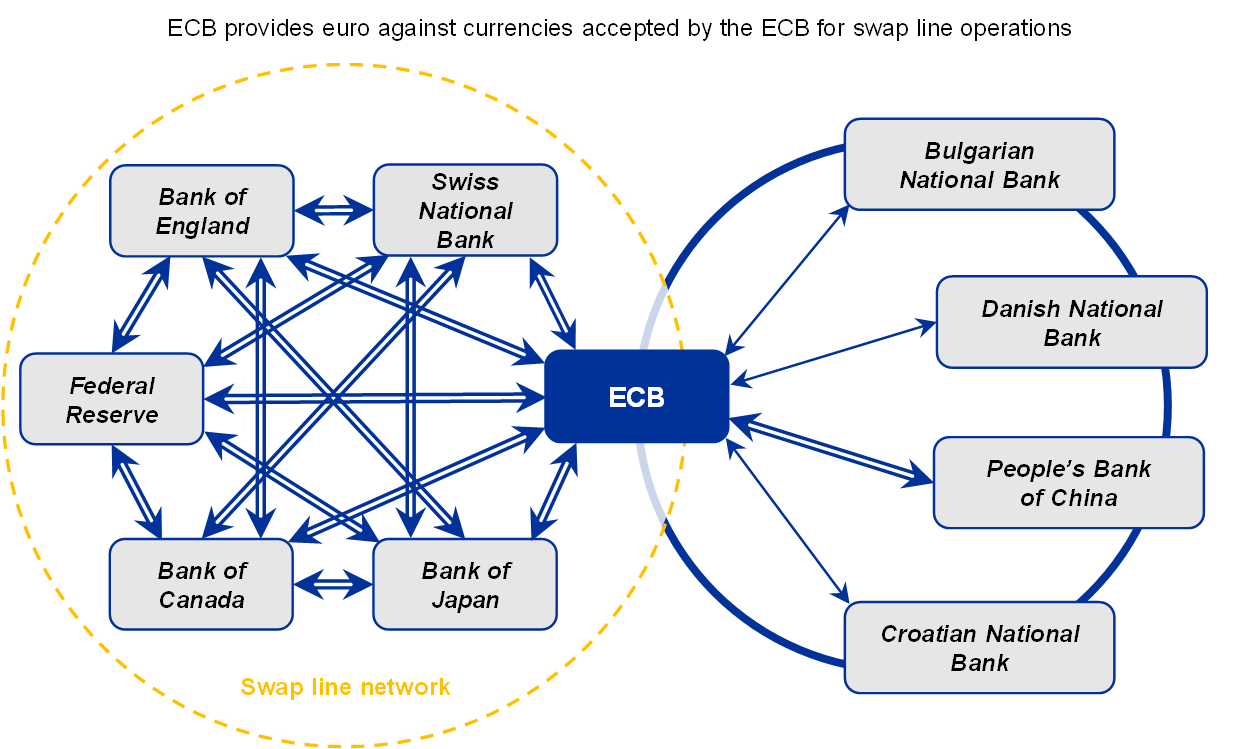 ECB provides euro against currencies accepted by the ECB for swap line operations
Bank of
England
Swiss
National
Bank
Federal
Reserve
ECB
Bank of
Canada
Bank of
Japan
Swap line network
Bulgarian
National Bank
Danish National
Bank
People’s Bank
of China
Croatian National
Bank